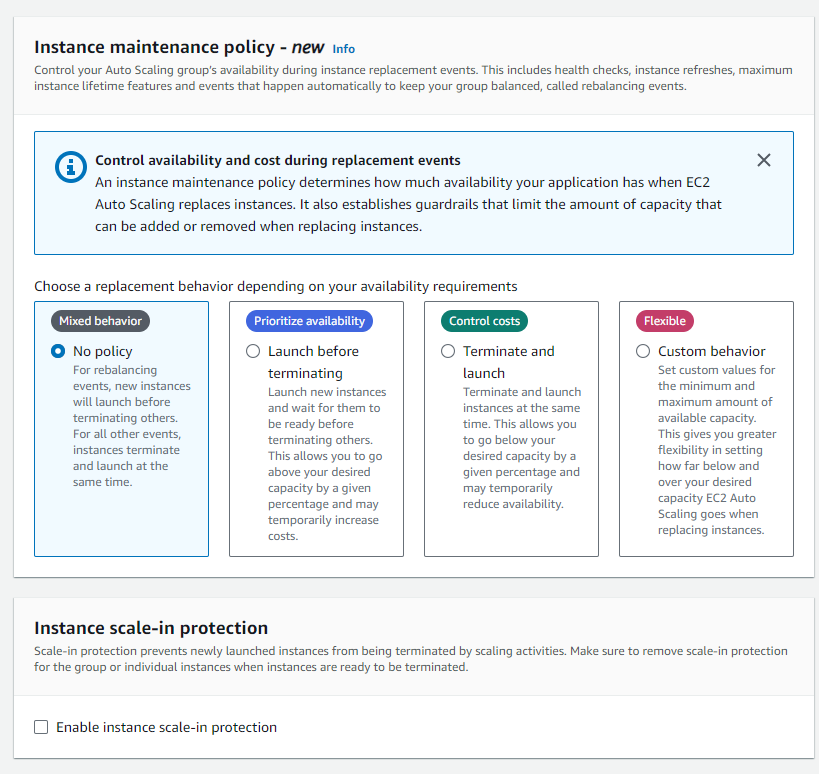 Instance maintenance policy - new Info
Control your Auto Scaling group's availability during instance replacement events. This includes health checks, instance refreshes, maximum
instance lifetime features and events that happen automatically to keep your group balanced, called rebalancing events.
Control availability and cost during replacement events
An instance maintenance policy determines how much availability your application has when EC2
Auto Scaling replaces instances. It also establishes guardrails that limit the amount of capacity that
can be added or removed when replacing instances.
Choose a replacement behavior depending on your availability requirements
Mixed behavior
No policy
For rebalancing
events, new instances
will launch before
terminating others.
For all other events,
instances terminate
and launch at the
same time.
Prioritize availability
Launch before
terminating
Launch new instances
and wait for them to
be ready before
terminating others.
This allows you to go
above your desired
capacity by a given
percentage and may
temporarily increase
costs.
Control costs
Terminate and
launch
Terminate and launch
instances at the same
time. This allows you
to go below your
desired capacity by a
given percentage and
may temporarily
reduce availability.
Flexible
Custom behavior
Set custom values for
the minimum and
maximum amount of
available capacity.
This gives you greater
flexibility in setting
how far below and
over your desired
capacity EC2 Auto
Scaling goes when
replacing instances.
Instance scale-in protection
Scale-in protection prevents newly launched instances from being terminated by scaling activities. Make sure to remove scale-in protection
for the group or individual instances when instances are ready to be terminated.
Enable instance scale-in protection